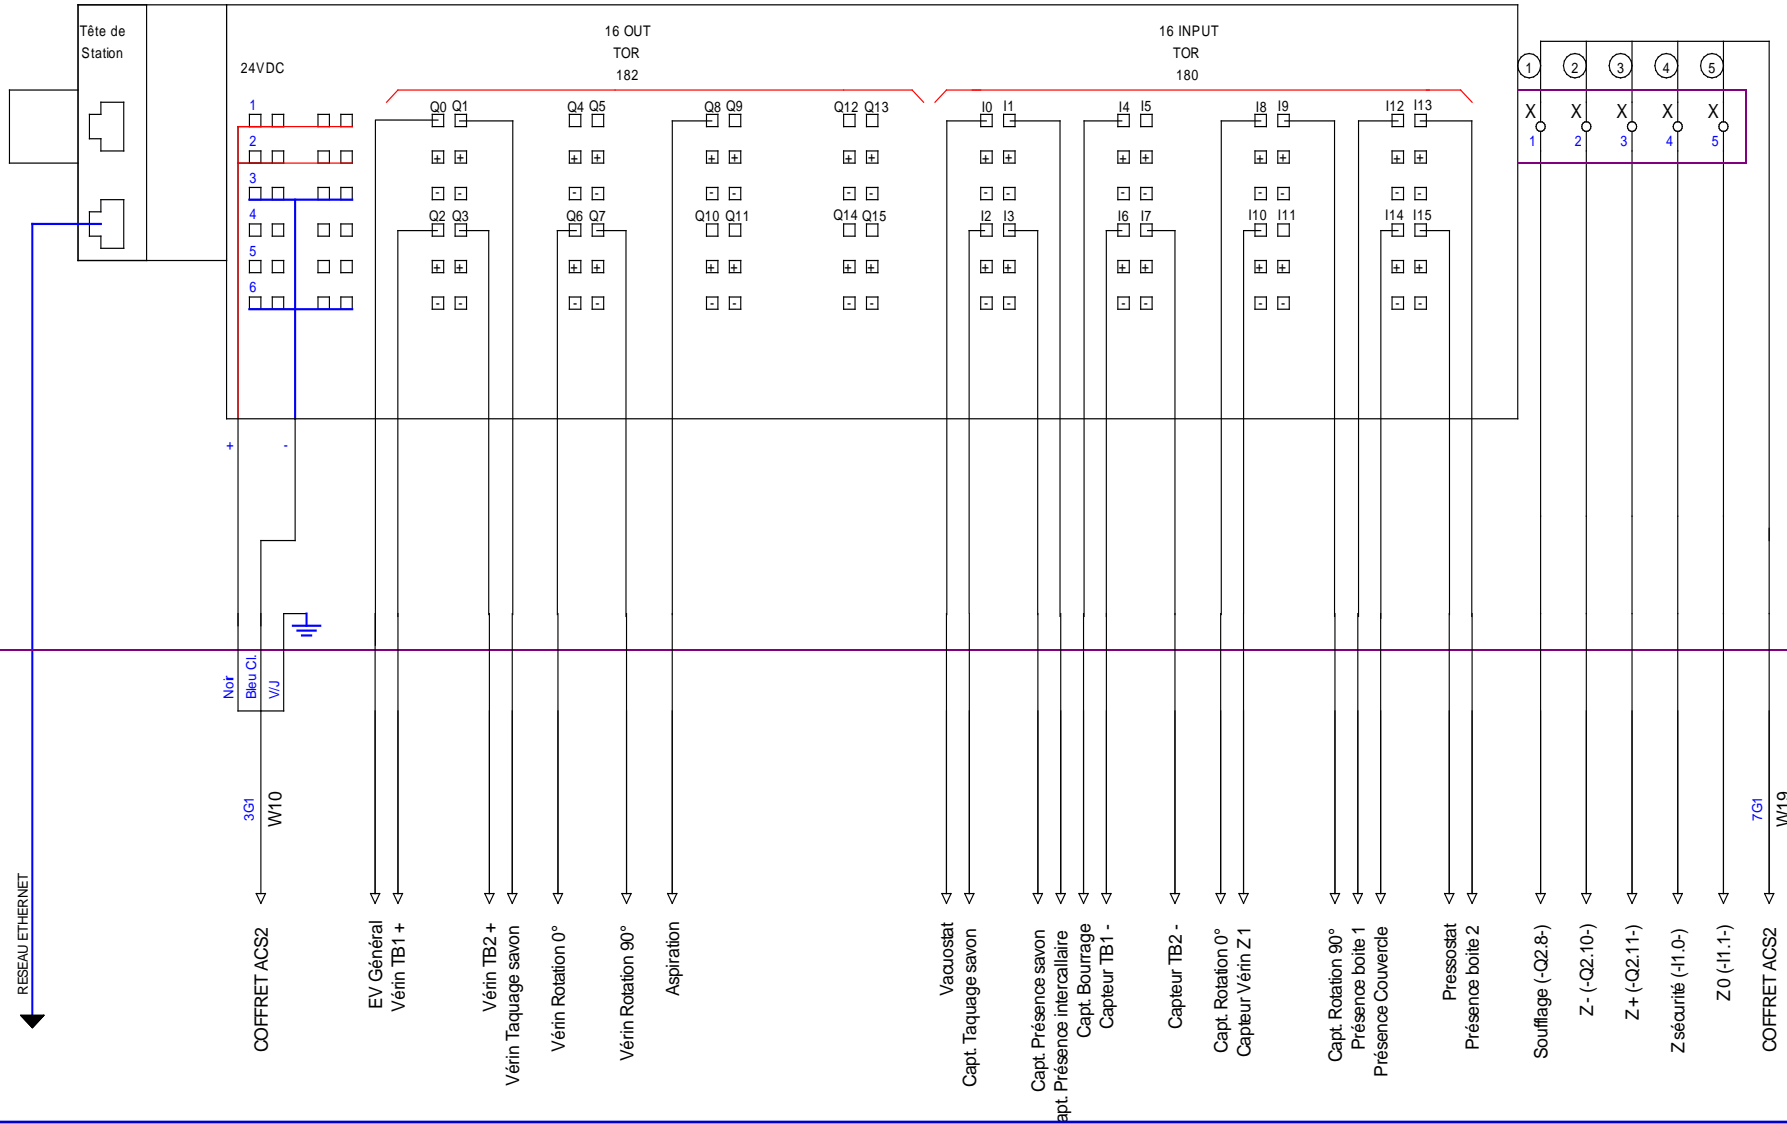 Tête de
Station
24VDC
16 OUT
TOR
182
16 INPUT
TOR
180
1 2 3 4 5
1
2
3
4
5
6
Q0 Q1 Q4 Q5 Q8 Q9 Q12 Q13
I0 I1 I4 I5 I8 I9 I12 I13
X X X X X
1 2 3 4 5
+ + + + + + + + + + + + + + + +
- - - - - - - - - - - - - - - -
Q2 Q3 Q6 Q7 Q10 Q11 Q14 Q15
I2 I3 I6 I7 I10 I11 I14 I15
+ + + + + + + + + + + + + + + +
- - - - - - - - - - - - - - - -
+ -
Noir
Bleu Cl.
V/J
3G1
W10
7G1
W19
RESEAU ETHERNET
COFFRET ACS2
EV Général
Vérin TB1 +
Vérin TB2 +
Vérin Taquage savon
Vérin Rotation 0°
Vérin Rotation 90°
Aspiration
Vacuostat
Capt. Taquage savon
Capt. Présence savon
apt. Présence intercallaire
Capt. Bourrage
Capteur TB1 -
Capteur TB2 -
Capt. Rotation 0°
Capteur Vérin Z1
Capt. Rotation 90°
Présence boite 1
Présence Couvercle
Pressostat
Présence boite 2
Soufflage (-Q2.8-)
Z - (-Q2.10-)
Z + (-Q2.11-)
Z sécurité (-I1.0-)
Z 0 (-I1.1-)
COFFRET ACS2